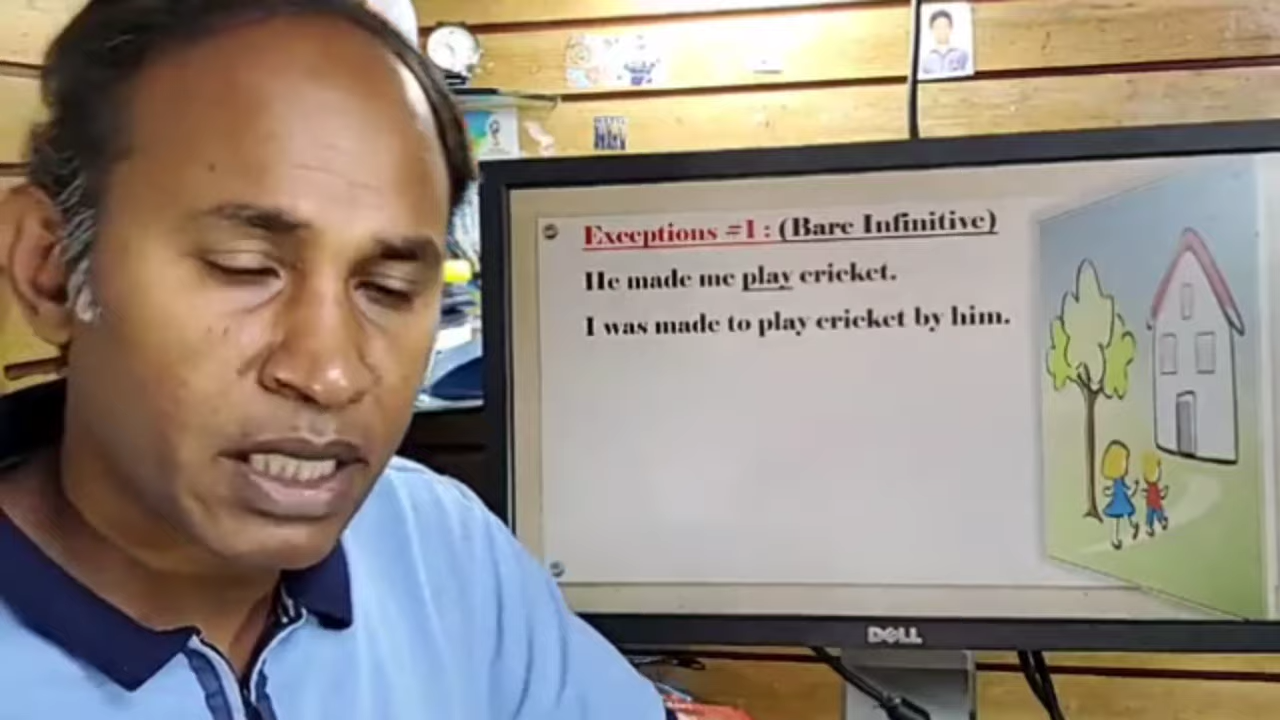 Exceptions #1 : (Bare Infinitive)
He made me play cricket.
I was made to play cricket by him.
DELL